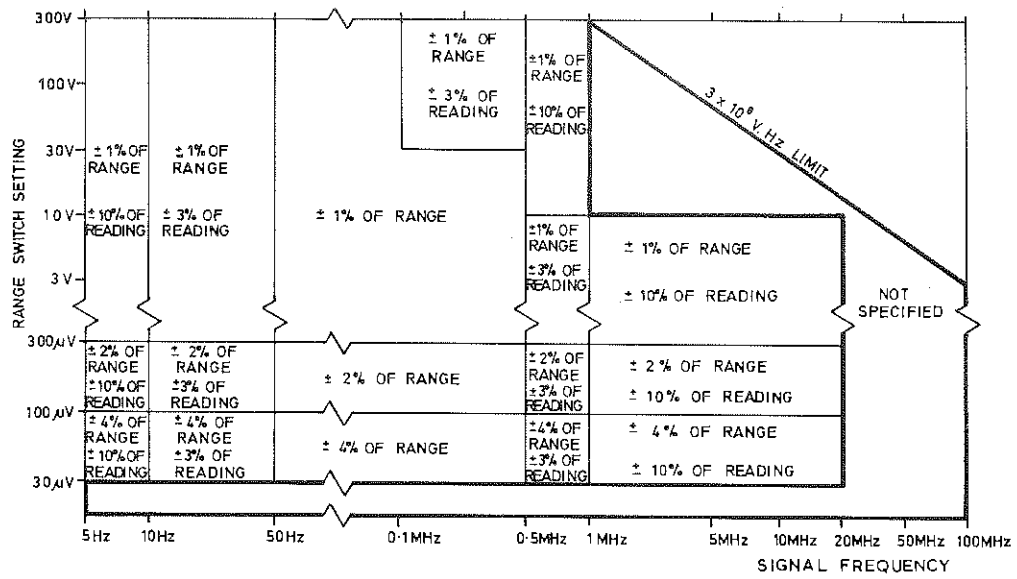 300V
100 V
30V
10V
3 V
300µV
100µV
30µV
RANGE SWITCH SETTING
± 1% OF
RANGE
± 10% OF
READING
± 1% OF
RANGE
± 3% OF
READING
± 1% OF RANGE
± 1% OF
RANGE
± 3% OF
READING
±1% OF
RANGE
±10% OF
READING
3 x 10⁸ V. Hz LIMIT
±1% OF
RANGE
±3% OF
READING
± 1% OF RANGE
± 10% OF READING
NOT
SPECIFIED
± 2% OF
RANGE
±10% OF
READING
± 2% OF
RANGE
±3% OF
READING
± 2% OF RANGE
± 2% OF
RANGE
±3% OF
READING
± 2% OF RANGE
± 10% OF READING
± 4% OF
RANGE
±10% OF
READING
± 4% OF
RANGE
±3% OF
READING
± 4% OF RANGE
±4% OF
RANGE
±3% OF
READING
± 4% OF RANGE
± 10% OF READING
5Hz
10Hz
50Hz
0·1MHz
0·5MHz
1MHz
5MHz
10MHz
20MHz
50MHz
100MHz
SIGNAL FREQUENCY